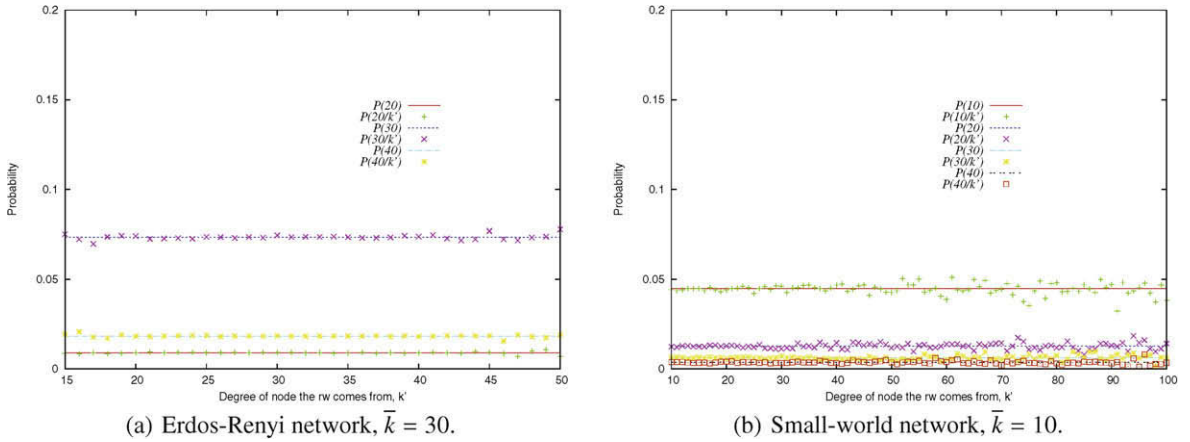 0.2
0.15
0.1
0.05
0
Probability
P(20)
P(20/k')
P(30)
P(30/k')
P(40)
P(40/k')
15 20 25 30 35 40 45 50
Degree of node the rw comes from, k'
(a) Erdos-Renyi network, k̄ = 30.
0.2
0.15
0.1
0.05
0
Probability
P(10)
P(10/k')
P(20)
P(20/k')
P(30)
P(30/k')
P(40)
P(40/k')
10 20 30 40 50 60 70 80 90 100
Degree of node the rw comes from, k'
(b) Small-world network, k̄ = 10.